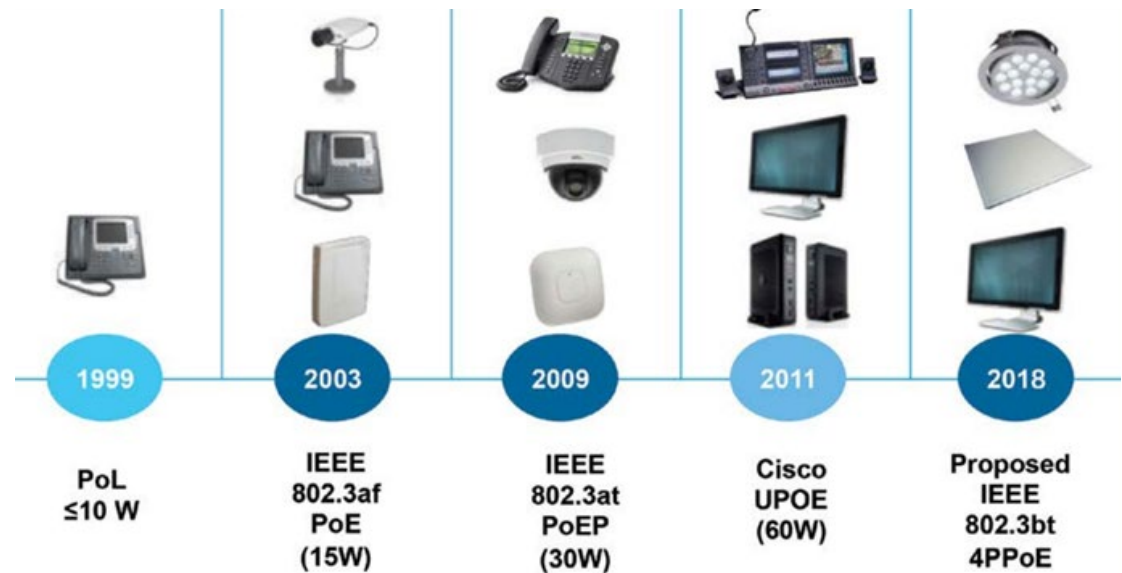 1999
2003
2009
2011
2018
PoL
≤10 W
IEEE
802.3af
PoE
(15W)
IEEE
802.3at
PoEP
(30W)
Cisco
UPOE
(60W)
Proposed
IEEE
802.3bt
4PPoE